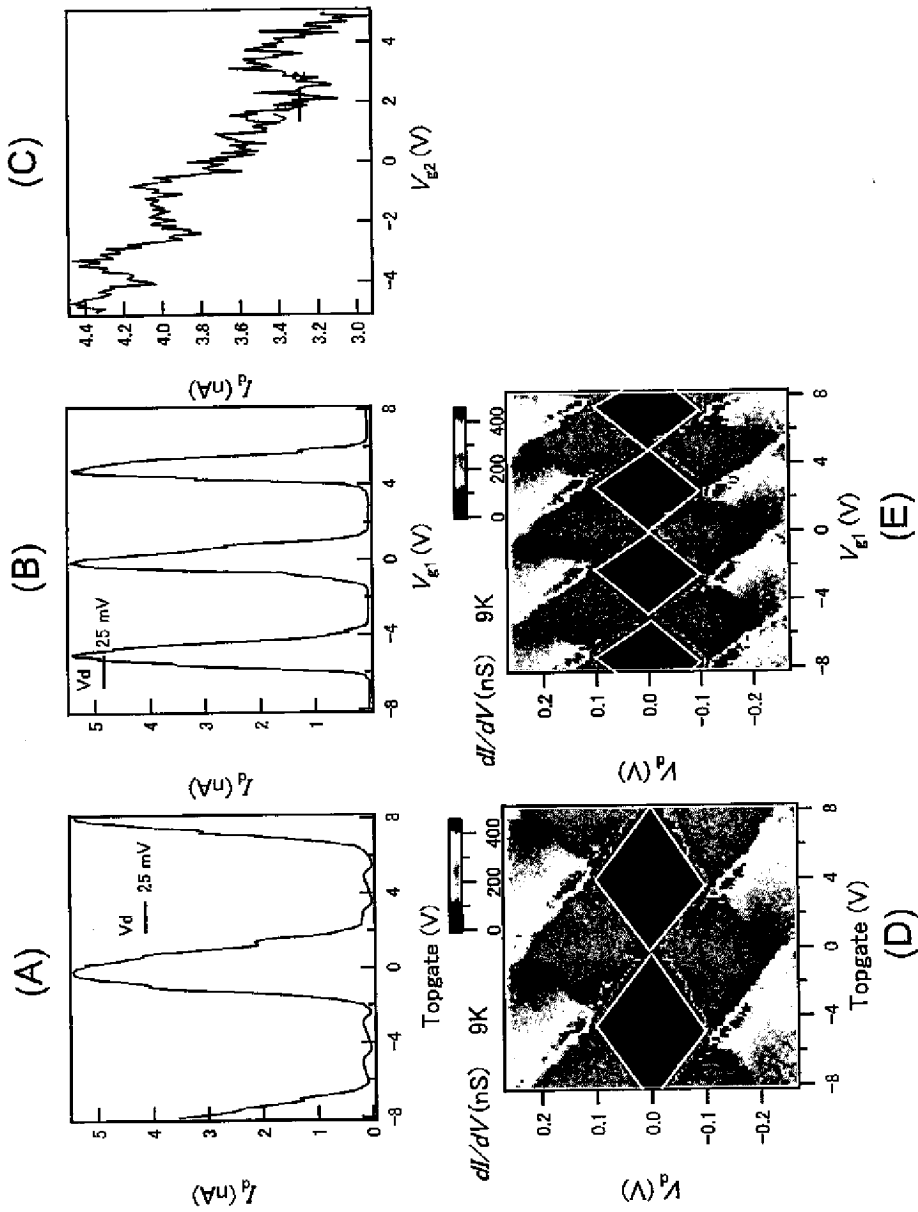 (A)
I_d (nA)
5
4
3
2
1
0
Vd
25 mV
-8
-4
0
4
8
Topgate (V)
(B)
I_d (nA)
5
4
3
2
1
Vd
25 mV
-8
-4
0
4
8
V_g1 (V)
(C)
I_d (nA)
4.4
4.2
4.0
3.8
3.6
3.4
3.2
3.0
-4
-2
0
2
4
V_g2 (V)
dI/dV (nS)
9K
0
200
400
V_d (V)
0.2
0.1
0.0
-0.1
-0.2
-8
-4
0
4
8
Topgate (V)
(D)
dI/dV (nS)
9K
0
200
400
V_d (V)
0.2
0.1
0.0
-0.1
-0.2
-8
-4
0
4
8
V_g1 (V)
(E)